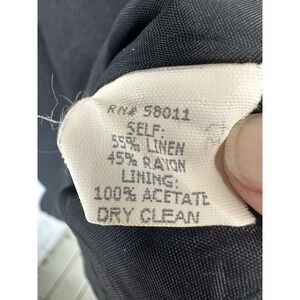 RN# 58011
SELF:
55% LINEN
45% RAYON
LINING:
100% ACETATE
DRY CLEAN